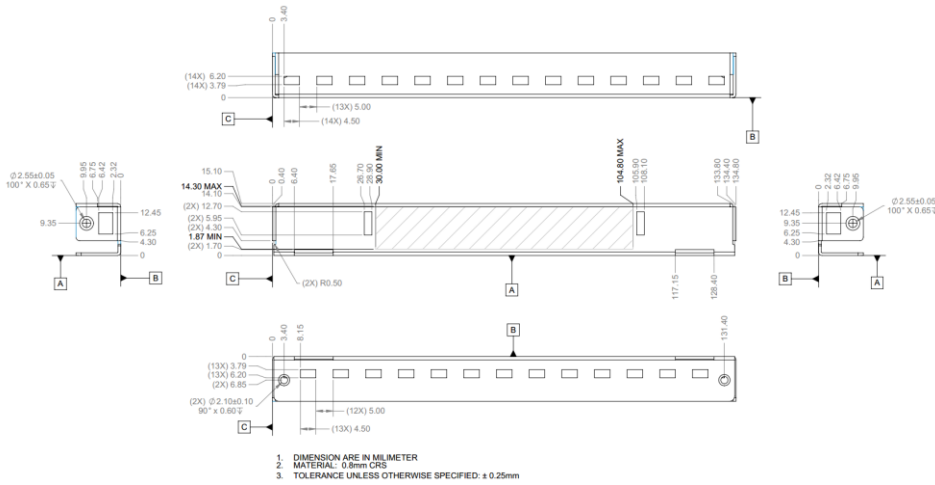 0
3.40
(14X) 6.20
(14X) 3.79
0
(13X) 5.00
(14X) 4.50
C
B
Ø2.55±0.05
100° X 0.65
9.95
6.75
6.42
2.32
0
9.35
12.45
6.25
4.30
0
A
B
15.10
14.30 MAX
14.10
(2X) 12.70
(2X) 5.95
(2X) 4.30
1.87 MIN
(2X) 1.70
0
0
0.40
6.40
17.65
26.70
28.90
30.00 MIN
104.80 MAX
105.90
108.10
133.80
134.40
134.80
(2X) R0.50
C
A
117.15
128.40
0
2.32
6.42
6.75
9.95
Ø2.55±0.05
100° X 0.65
12.45
9.35
6.25
4.30
0
B
A
B
0
3.40
8.15
131.40
0
(13X) 3.79
(13X) 6.20
(2X) 6.85
(2X) Ø2.10±0.10
90° x 0.60
(12X) 5.00
(13X) 4.50
C
1. DIMENSION ARE IN MILIMETER
2. MATERIAL: 0.8mm CRS
3. TOLERANCE UNLESS OTHERWISE SPECIFIED: ± 0.25mm